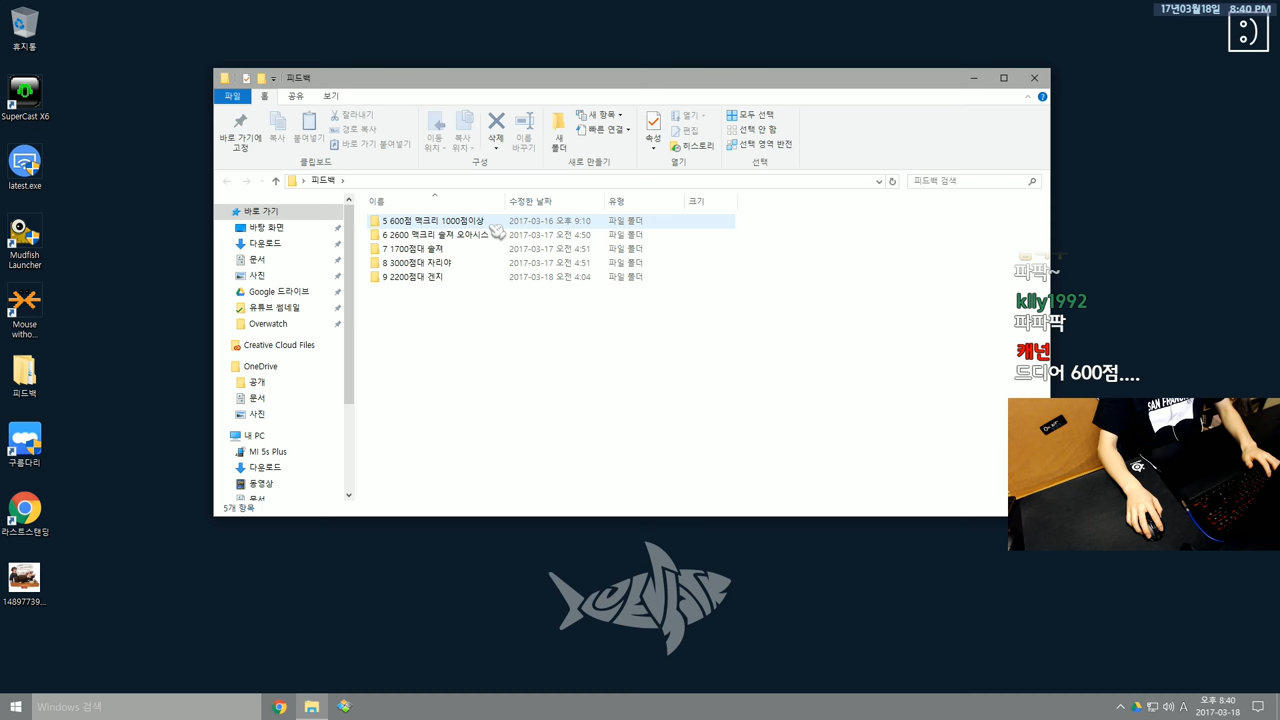 17년03월18일 8:40 PM
:)
휴지통
SuperCast X6
latest.exe
Mudfish
Launcher
Mouse
witho...
피드백
구름다리
라스트스탠딩
14897739...
피드백
파일
홈
공유
보기
바로 가기에
고정
복사
붙여넣기
잘라내기
경로 복사
바로 가기 붙여넣기
클립보드
이동
위치
복사
위치
삭제
이름
바꾸기
구성
새
폴더
새 항목
빠른 연결
새로 만들기
속성
열기
편집
히스토리
열기
모두 선택
선택 안 함
선택 영역 반전
선택
피드백
피드백 검색
바로 가기
바탕 화면
다운로드
문서
사진
Google 드라이브
유튜브 썸네일
Overwatch
Creative Cloud Files
OneDrive
공개
문서
사진
내 PC
MI 5s Plus
다운로드
동영상
문서
이름 수정한 날짜 유형 크기
5 600점 맥크리 1000점이상 2017-03-16 오후 9:10 파일 폴더
6 2600 맥크리 솔져 오아시스 2017-03-17 오전 4:50 파일 폴더
7 1700점대 솔져 2017-03-17 오전 4:51 파일 폴더
8 3000점대 자리야 2017-03-17 오전 4:51 파일 폴더
9 2200점대 겐지 2017-03-18 오전 4:04 파일 폴더
5개 항목
파팍~
klly1992
파파팍
캐넌
드디어 600점....
SAN FRANC
Windows 검색
A
오후 8:40
2017-03-18